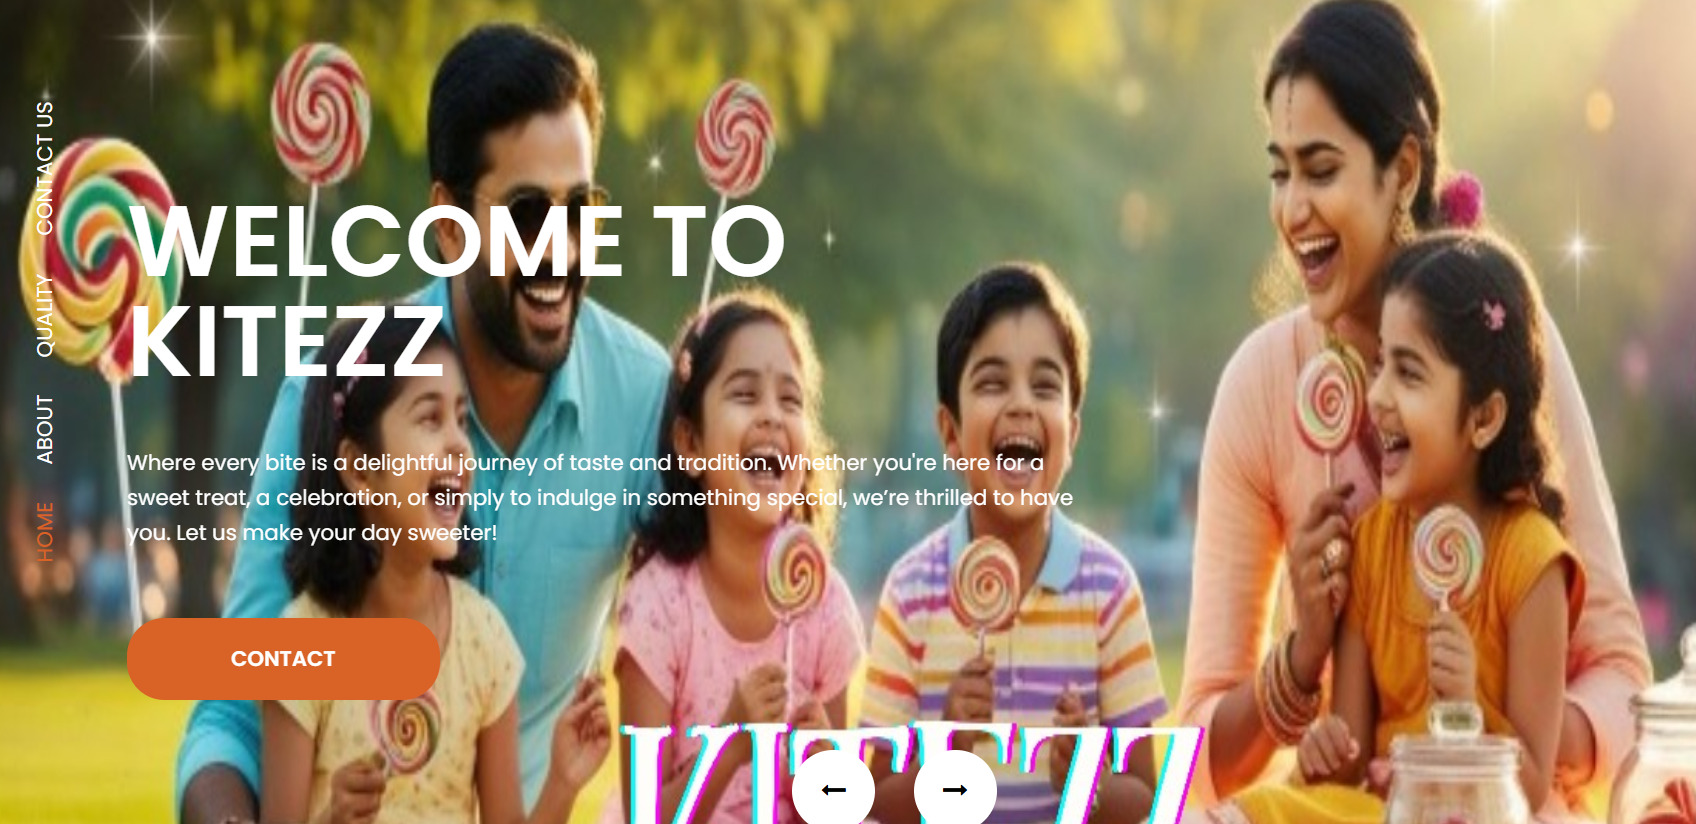 CONTACT US
QUALITY
ABOUT
HOME
WELCOME TO
KITEZZ
Where every bite is a delightful journey of taste and tradition. Whether you're here for a
sweet treat, a celebration, or simply to indulge in something special, we’re thrilled to have
you. Let us make your day sweeter!
CONTACT
KITEZZ